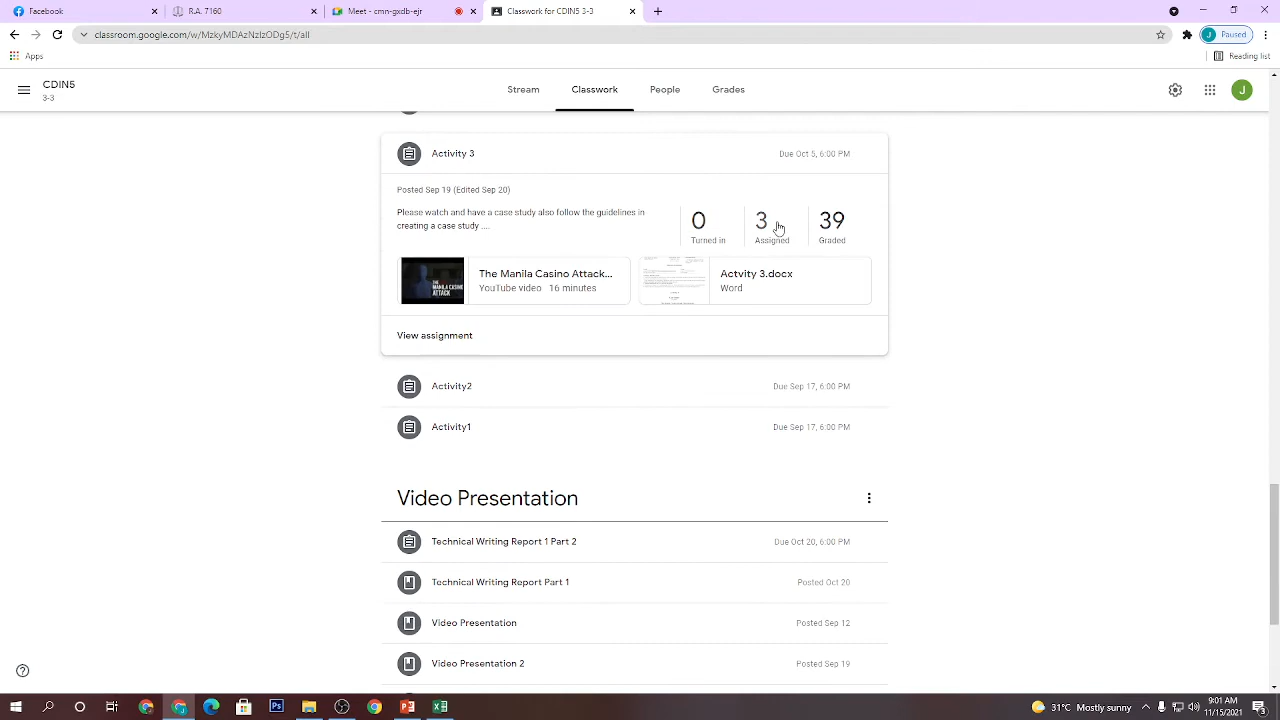 Facebook
R.A. 7160
Meet - cmn-gxdb-ejr
Classwork for CDIN5 3-3
classroom.google.com/w/MzkyMDAzNzIzODg5/t/all
Paused
Apps
Reading list
CDIN5
3-3
Stream
Classwork
People
Grades
J
Activity 3
Due Oct 5, 6:00 PM
Posted Sep 19 (Edited Sep 20)
Please watch and have a case study also follow the guidelines in
creating a case study ....
0
Turned in
3
Assigned
39
Graded
THE MANILA CASINO
ATTACK
The Manila Casino Attack...
YouTube video 16 minutes
Activity 3.docx
Word
View assignment
Activity2
Due Sep 17, 6:00 PM
Activity1
Due Sep 17, 6:00 PM
Video Presentation
Technical Writing Report 1 Part 2
Due Oct 20, 6:00 PM
Technical Writing Report Part 1
Posted Oct 20
Video Presentation
Posted Sep 12
Video Presentation 2
Posted Sep 19
31°C Mostly sunny
9:01 AM
11/15/2021